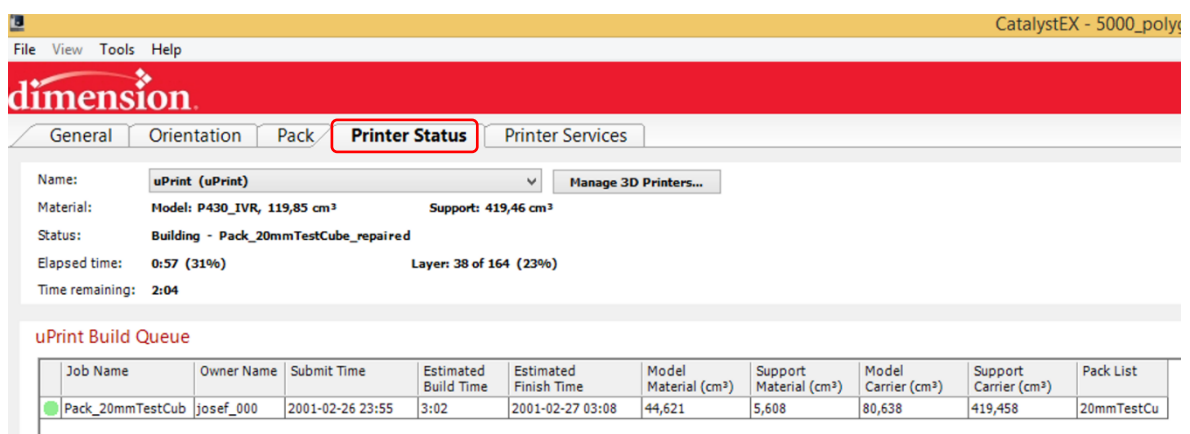 CatalystEX - 5000_polyg
File View Tools Help
dimension.
General Orientation Pack Printer Status Printer Services
Name: uPrint (uPrint) Manage 3D Printers...
Material: Model: P430_IVR, 119,85 cm³ Support: 419,46 cm³
Status: Building - Pack_20mmTestCube_repaired
Elapsed time: 0:57 (31%) Layer: 38 of 164 (23%)
Time remaining: 2:04
uPrint Build Queue
Job Name Owner Name Submit Time Estimated Build Time Estimated Finish Time Model Material (cm³) Support Material (cm³) Model Carrier (cm³) Support Carrier (cm³) Pack List
Pack_20mmTestCub josef_000 2001-02-26 23:55 3:02 2001-02-27 03:08 44,621 5,608 80,638 419,458 20mmTestCu